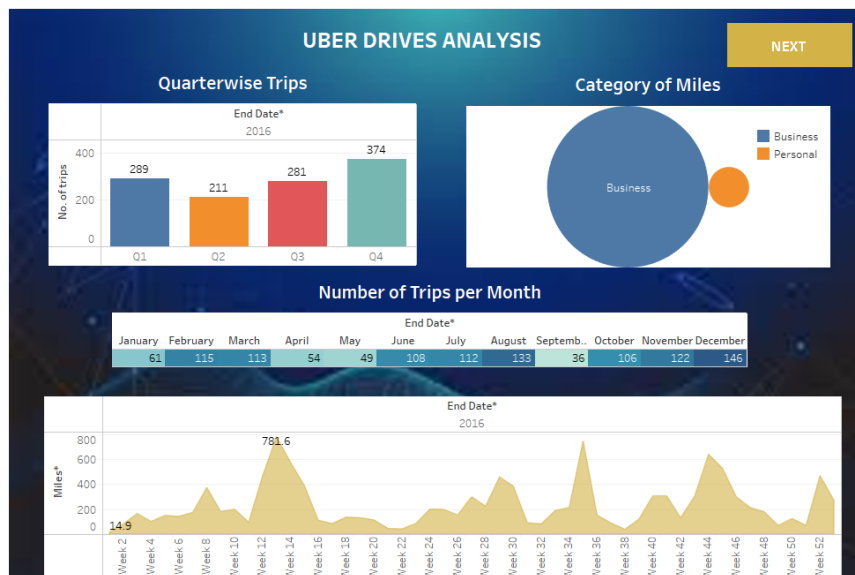 UBER DRIVES ANALYSIS
NEXT
Quarterwise Trips
Category of Miles
End Date*
2016
No. of trips
400
200
0
289
211
281
374
Q1 Q2 Q3 Q4
Business
Business
Personal
Number of Trips per Month
End Date*
January February March April May June July August Septemb.. October November December
61 115 113 54 49 108 112 133 36 106 122 146
End Date*
2016
Miles*
800
600
400
200
0
781.6
14.9
Week 2 Week 4 Week 6 Week 8 Week 10 Week 12 Week 14 Week 16 Week 18 Week 20 Week 22 Week 24 Week 26 Week 28 Week 30 Week 32 Week 34 Week 36 Week 38 Week 40 Week 42 Week 44 Week 46 Week 48 Week 50 Week 52